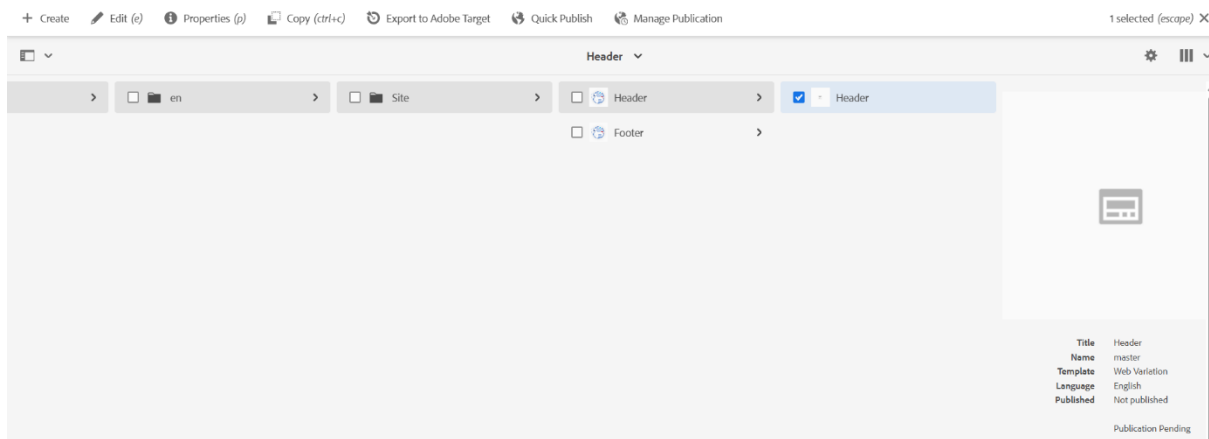 Create Edit (e) Properties (p) Copy (ctrl+c) Export to Adobe Target Quick Publish Manage Publication 1 selected (escape)
Header
en Site Header Header
Footer
Title Header
Name master
Template Web Variation
Language English
Published Not published
Publication Pending